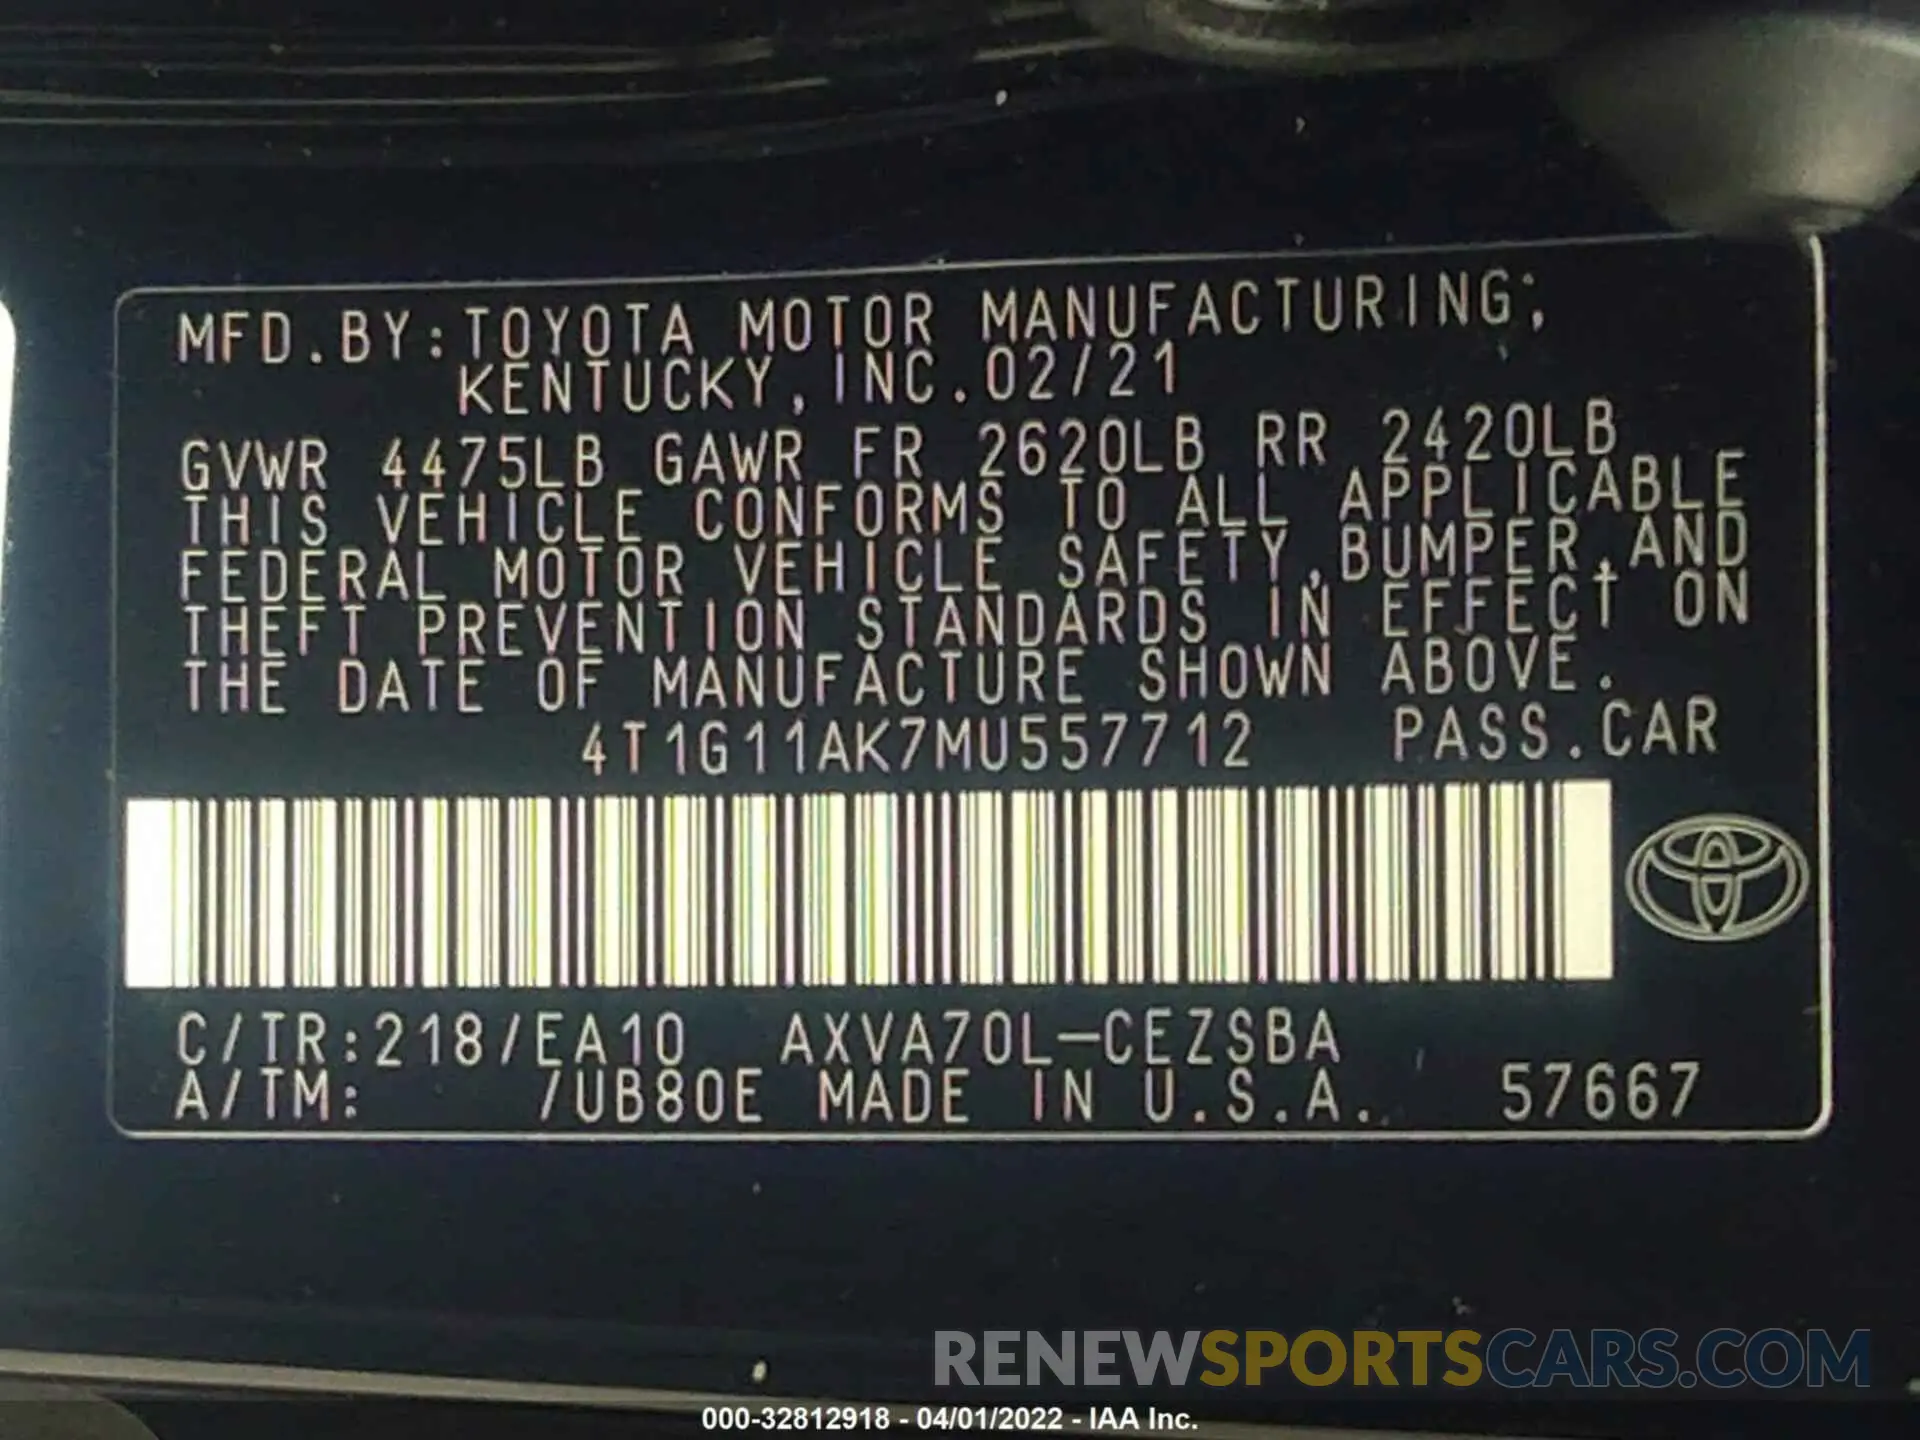 MFD.BY:TOYOTA MOTOR MANUFACTURING,
KENTUCKY, INC.02/21
GVWR 4475LB GAWR FR 2620LB RR 2420LB
THIS VEHICLE CONFORMS TO ALL APPLICABLE
FEDERAL MOTOR VEHICLE SAFETY,BUMPER,AND
THEFT PREVENTION STANDARDS IN EFFECT ON
THE DATE OF MANUFACTURE SHOWN ABOVE.
4T1G11AK7MU557712 PASS.CAR
C/TR:218/EA10 AXVA70L-CEZSBA
A/TM: /UB80E MADE IN U.S.A. 57667
RENEWSPORTSCARS.COM
000-32812918 - 04/01/2022 - IAA Inc.